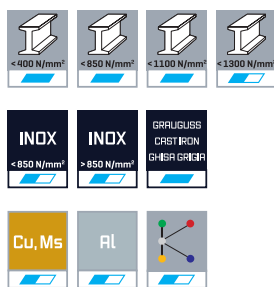 <400 N/mm² <850 N/mm² <1100 N/mm² <1300 N/mm²
INOX INOX GRAUGUSS
CAST IRON
GHISA GRIGIA
<850 N/mm² >850 N/mm²
Cu, Ms Al